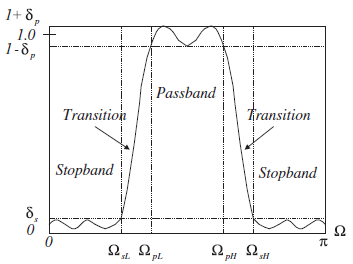 1+ δp
1.0
1-δp
Passband
Transition Transition
Stopband Stopband
δs
0
0 ΩsL ΩpL ΩpH ΩsH π Ω